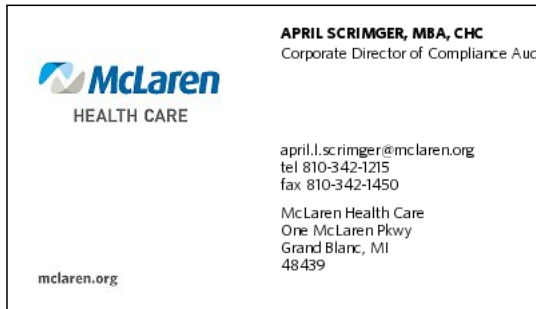 McLaren
HEALTH CARE
mclaren.org
APRIL SCRIMGER, MBA, CHC
Corporate Director of Compliance
april.l.scrimger@mclaren.org
tel 810-342-1215
fax 810-342-1450
McLaren Health Care
One McLaren Pkwy
Grand Blanc, MI
48439